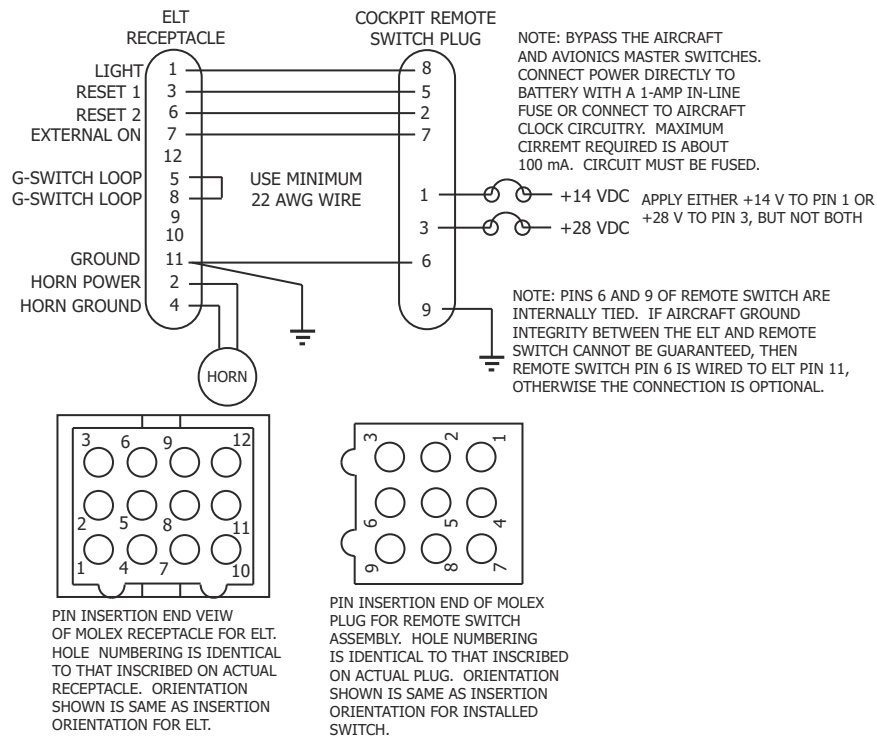 ELT
RECEPTACLE
COCKPIT REMOTE
SWITCH PLUG
NOTE: BYPASS THE AIRCRAFT
AND AVIONICS MASTER SWITCHES.
CONNECT POWER DIRECTLY TO
BATTERY WITH A 1-AMP IN-LINE
FUSE OR CONNECT TO AIRCRAFT
CLOCK CIRCUITRY. MAXIMUM
CIRREMT REQUIRED IS ABOUT
100 mA. CIRCUIT MUST BE FUSED.
LIGHT 1 8
RESET 1 3 5
RESET 2 6 2
EXTERNAL ON 7 7
12
G-SWITCH LOOP 5
G-SWITCH LOOP 8
9
10
USE MINIMUM
22 AWG WIRE
1 +14 VDC
3 +28 VDC
APPLY EITHER +14 V TO PIN 1 OR
+28 V TO PIN 3, BUT NOT BOTH
GROUND 11 6
HORN POWER 2
HORN GROUND 4
9
HORN
NOTE: PINS 6 AND 9 OF REMOTE SWITCH ARE
INTERNALLY TIED. IF AIRCRAFT GROUND
INTEGRITY BETWEEN THE ELT AND REMOTE
SWITCH CANNOT BE GUARANTEED, THEN
REMOTE SWITCH PIN 6 IS WIRED TO ELT PIN 11,
OTHERWISE THE CONNECTION IS OPTIONAL.
3 6 9 12
2 5 8 11
1 4 7 10
PIN INSERTION END VEIW
OF MOLEX RECEPTACLE FOR ELT.
HOLE NUMBERING IS IDENTICAL
TO THAT INSCRIBED ON ACTUAL
RECEPTACLE. ORIENTATION
SHOWN IS SAME AS INSERTION
ORIENTATION FOR ELT.
3 2 1
6 5 4
9 8 7
PIN INSERTION END OF MOLEX
PLUG FOR REMOTE SWITCH
ASSEMBLY. HOLE NUMBERING
IS IDENTICAL TO THAT INSCRIBED
ON ACTUAL PLUG. ORIENTATION
SHOWN IS SAME AS INSERTION
ORIENTATION FOR INSTALLED
SWITCH.